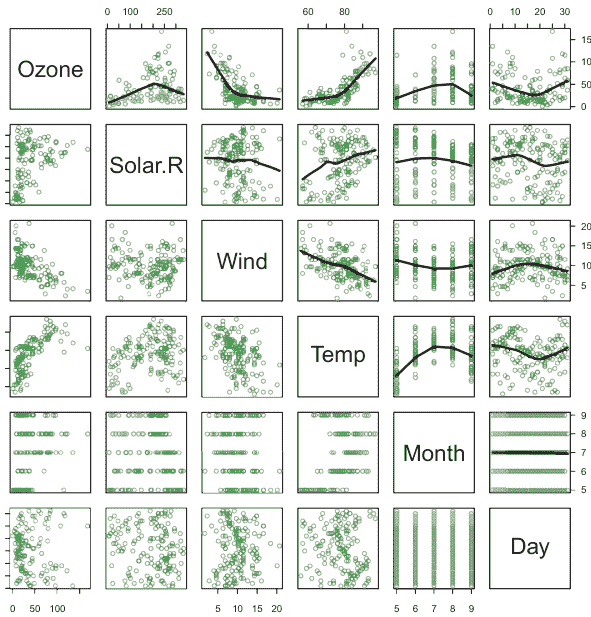 0 100 250
60 80
0 10 20 30
Ozone
0 50 100 15
Solar.R
Wind
5 10 15 20
Temp
Month
5 6 7 8 9
Day
0 50 100
5 10 15 20
5 6 7 8 9